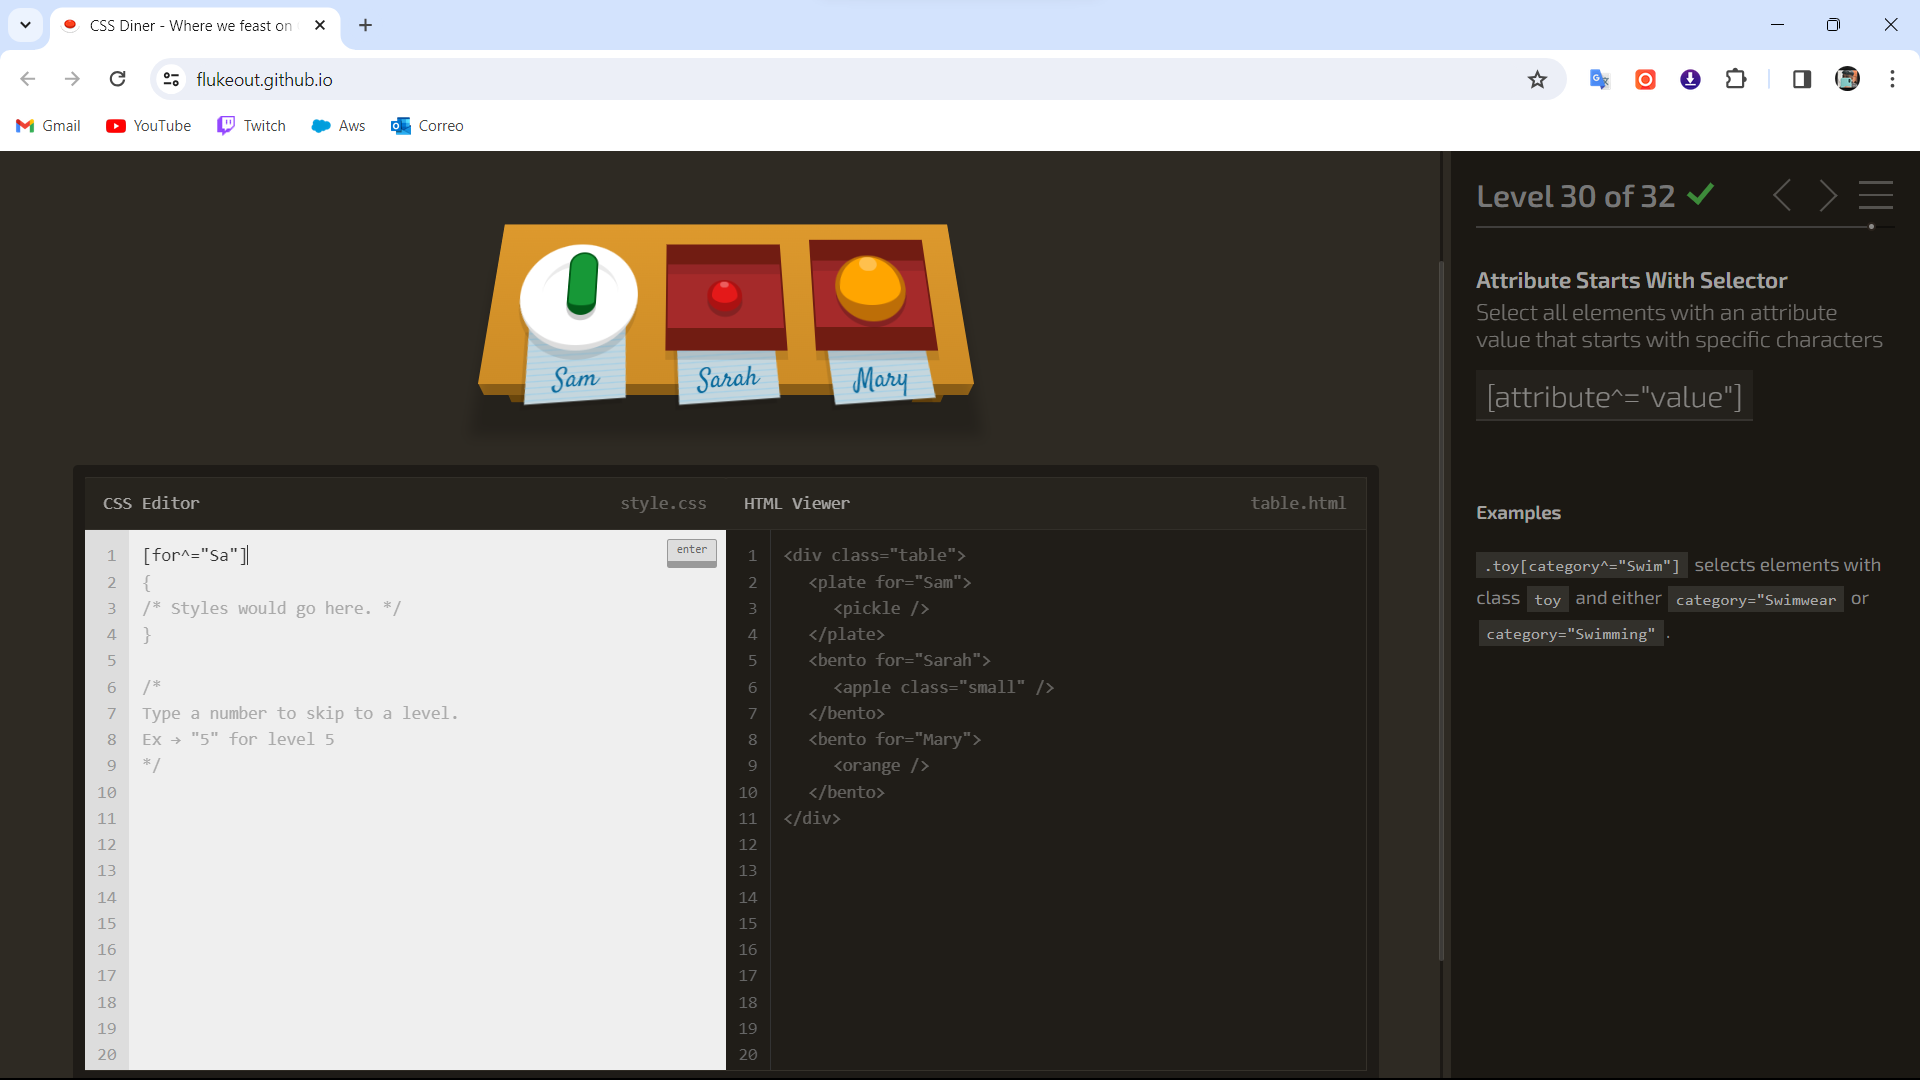 CSS Diner - Where we feast on
flukeout.github.io
Gmail
YouTube
Twitch
Aws
Correo
Sam
Sarah
Mary
CSS Editor
style.css
1 [for^="Sa"]
enter
2 {
3 /* Styles would go here. */
4 }
5
6 /*
7 Type a number to skip to a level.
8 Ex → "5" for level 5
9 */
10
11
12
13
14
15
16
17
18
19
20
HTML Viewer
table.html
1 <div class="table">
2 <plate for="Sam">
3 <pickle />
4 </plate>
5 <bento for="Sarah">
6 <apple class="small" />
7 </bento>
8 <bento for="Mary">
9 <orange />
10 </bento>
11 </div>
12
13
14
15
16
17
18
19
20
Level 30 of 32
Attribute Starts With Selector
Select all elements with an attribute
value that starts with specific characters
[attribute^="value"]
Examples
.toy[category^="Swim"] selects elements with
class toy and either category="Swimwear or
category="Swimming" .